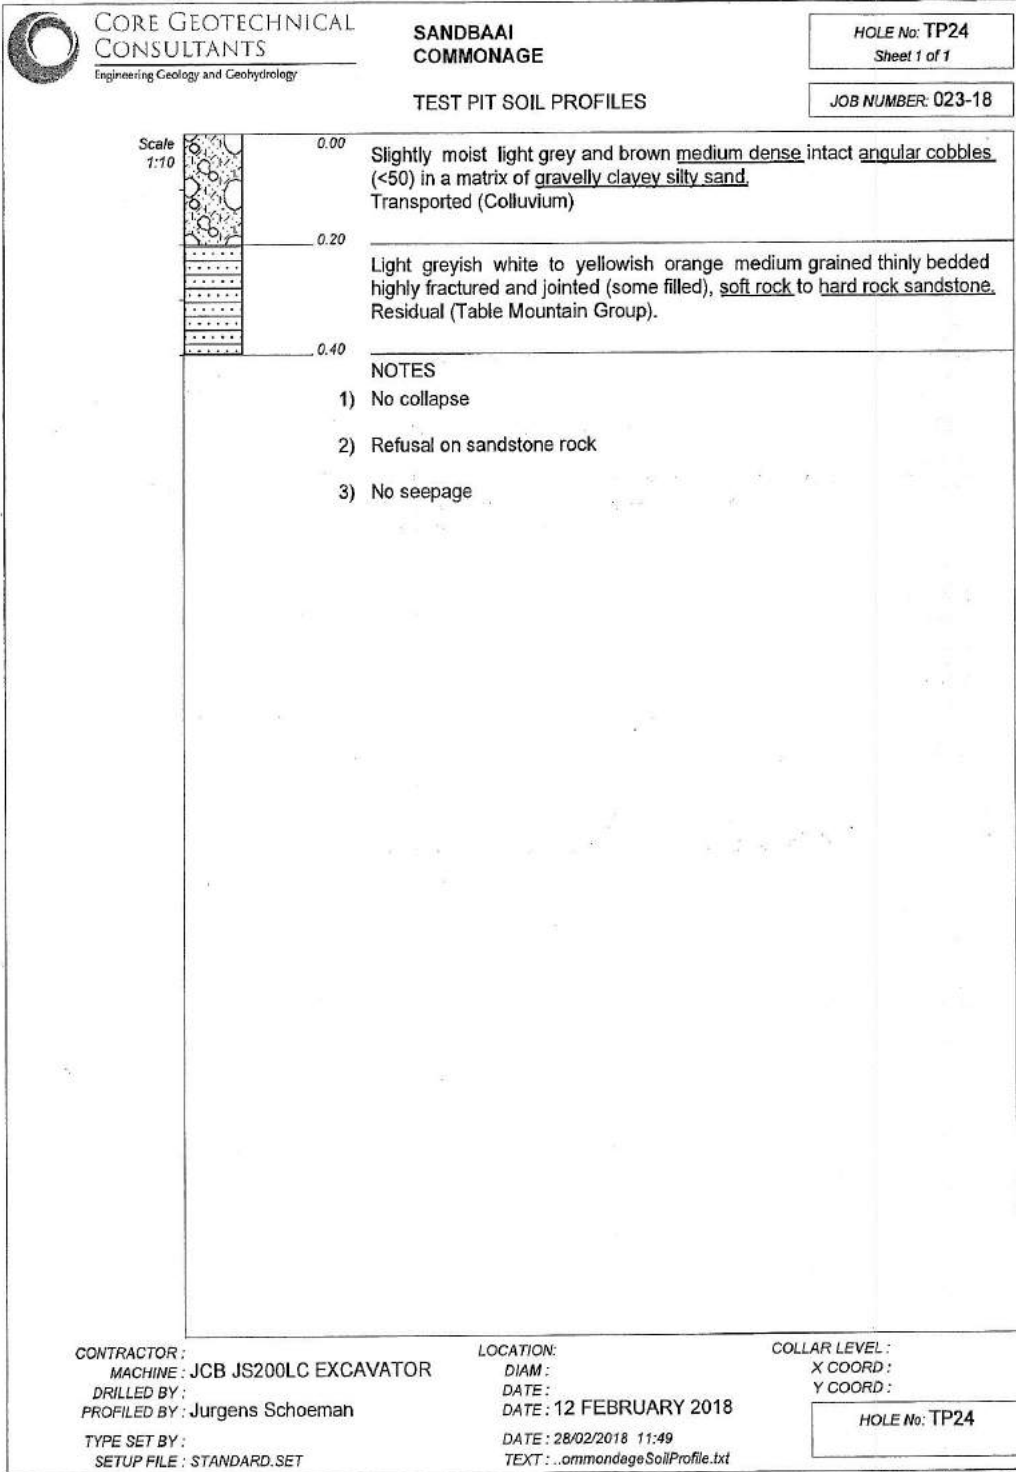 CORE GEOTECHNICAL
CONSULTANTS
Engineering Geology and Geohydrology
SANDBAAI
COMMONAGE
TEST PIT SOIL PROFILES
HOLE No: TP24
Sheet 1 of 1
JOB NUMBER: 023-18
Scale
1:10
0.00
Slightly moist light grey and brown medium dense intact angular cobbles
(<50) in a matrix of gravelly clayey silty sand.
Transported (Colluvium)
0.20
Light greyish white to yellowish orange medium grained thinly bedded
highly fractured and jointed (some filled), soft rock to hard rock sandstone.
Residual (Table Mountain Group).
0.40
NOTES
1) No collapse
2) Refusal on sandstone rock
3) No seepage
CONTRACTOR :
MACHINE : JCB JS200LC EXCAVATOR
DRILLED BY :
PROFILED BY : Jurgens Schoeman
TYPE SET BY :
SETUP FILE : STANDARD.SET
LOCATION:
DIAM :
DATE :
DATE : 12 FEBRUARY 2018
DATE : 28/02/2018 11:49
TEXT : ..ommondageSoilProfile.txt
COLLAR LEVEL :
X COORD :
Y COORD :
HOLE No: TP24